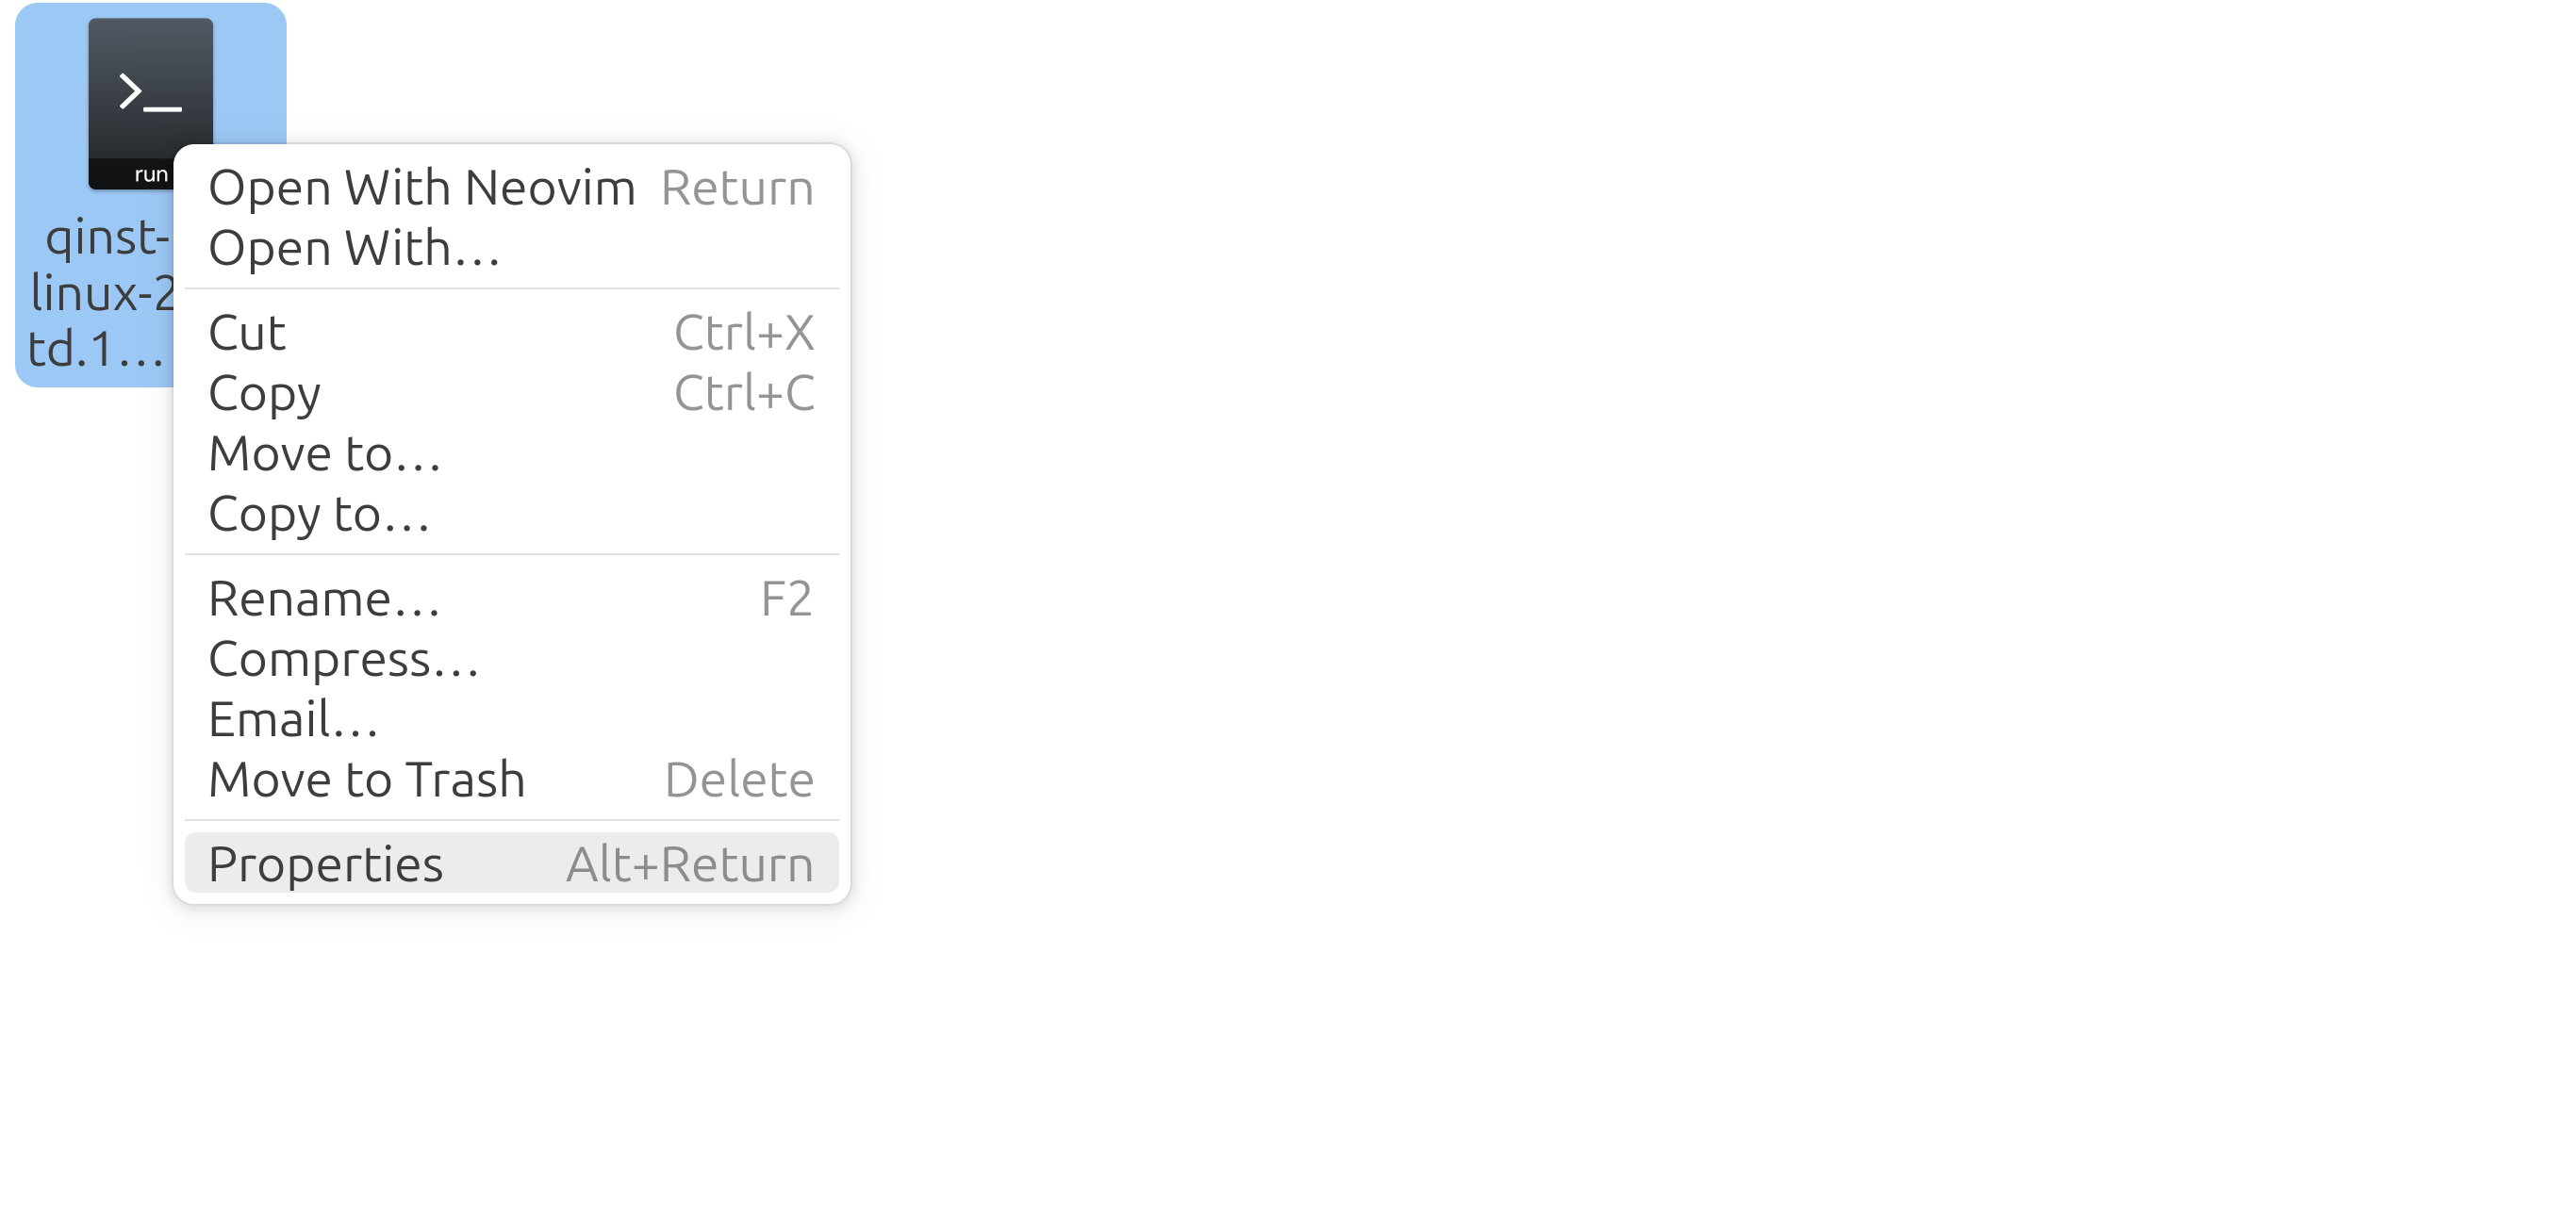 run
qinst-
linux-2
td.1…
Open With Neovim Return
Open With…
Cut Ctrl+X
Copy Ctrl+C
Move to…
Copy to…
Rename… F2
Compress…
Email…
Move to Trash Delete
Properties Alt+Return